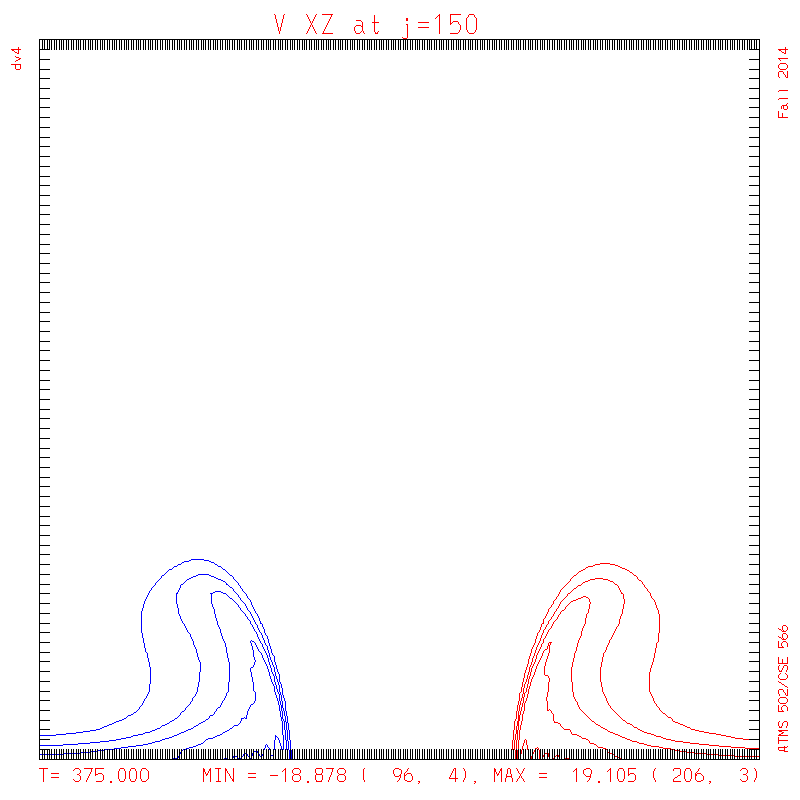 V XZ at j=150
dv4
Fall 2014
ATMS 502/CSE 566
T= 375.000 MIN = -18.878 ( 96, 4), MAX = 19.105 ( 206, 3)